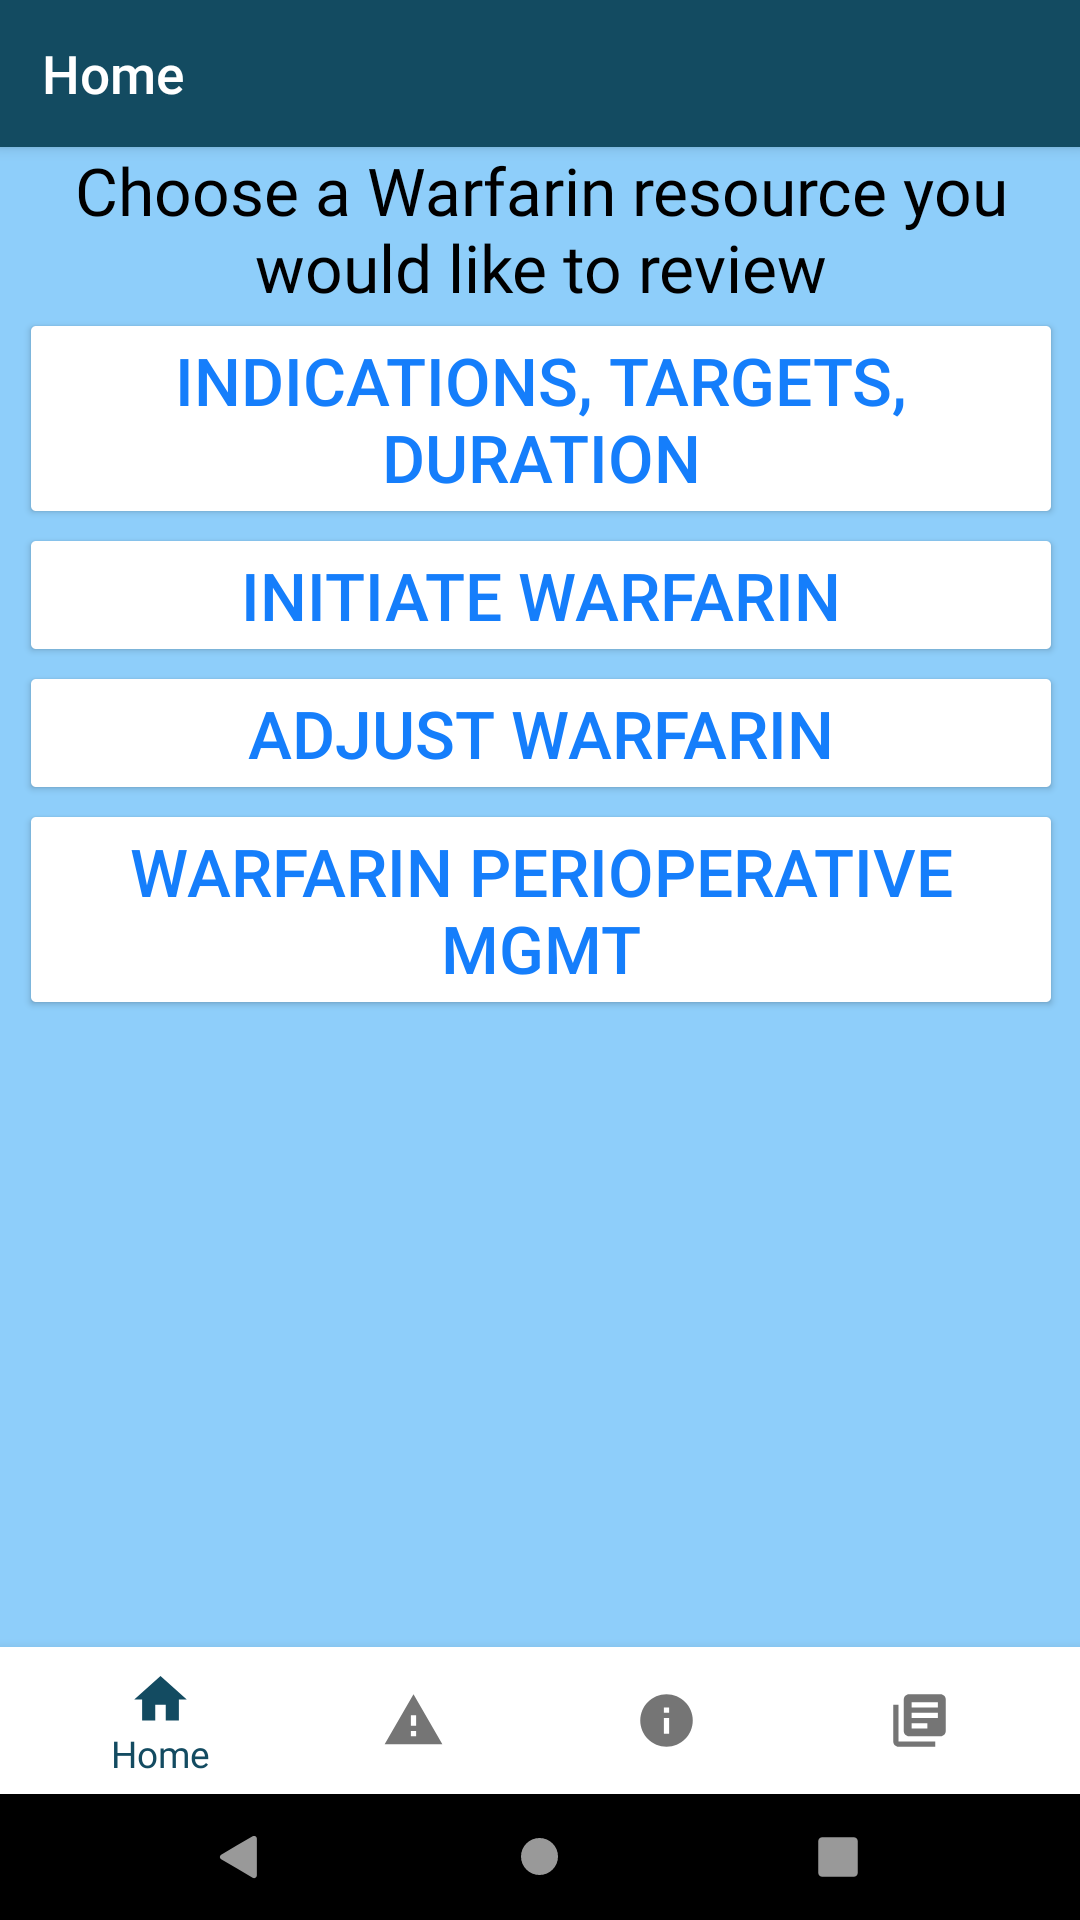 Home
Choose a Warfarin resource you
would like to review
INDICATIONS, TARGETS,
DURATION
INITIATE WARFARIN
ADJUST WARFARIN
WARFARIN PERIOPERATIVE
MGMT
Home